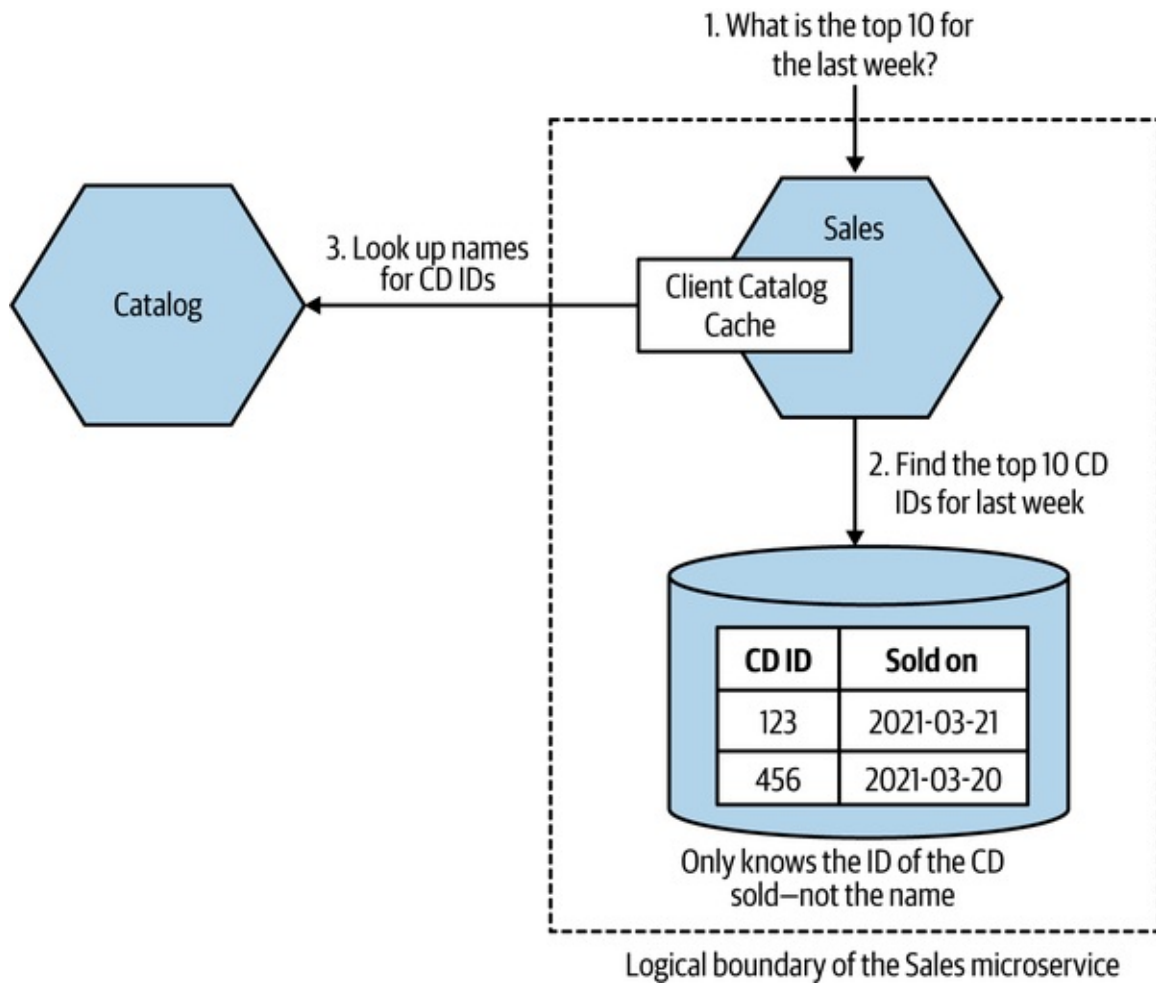 1. What is the top 10 for
the last week?
Sales
Client Catalog
Cache
3. Look up names
for CD IDs
Catalog
2. Find the top 10 CD
IDs for last week
CD ID Sold on
123 2021-03-21
456 2021-03-20
Only knows the ID of the CD
sold—not the name
Logical boundary of the Sales microservice